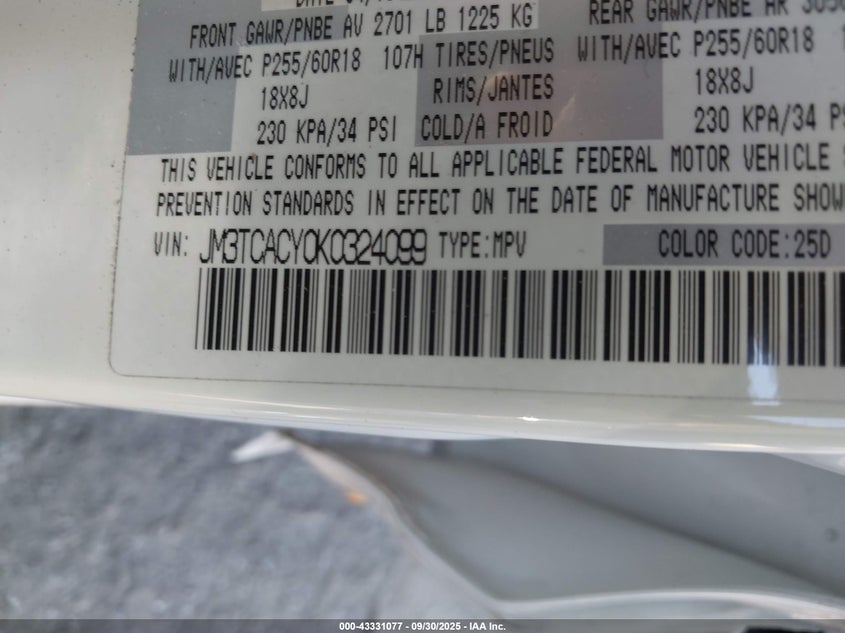 FRONT GAWR/PNBE AV 2701 LB 1225 KG REAR GAWR/PNBE AR
WITH/AVEC P255/60R18 107H TIRES/PNEUS WITH/AVEC P255/60R18
18X8J RIMS/JANTES 18X8J
230 KPA/34 PSI COLD/A FROID 230 KPA/34 PS
THIS VEHICLE CONFORMS TO ALL APPLICABLE FEDERAL MOTOR VEHICLE
PREVENTION STANDARDS IN EFFECT ON THE DATE OF MANUFACTURE SHOW
VIN: JM3TCACY0K0324099 TYPE:MPV COLOR CODE:25D
000-43331077 - 09/30/2025 - IAA Inc.